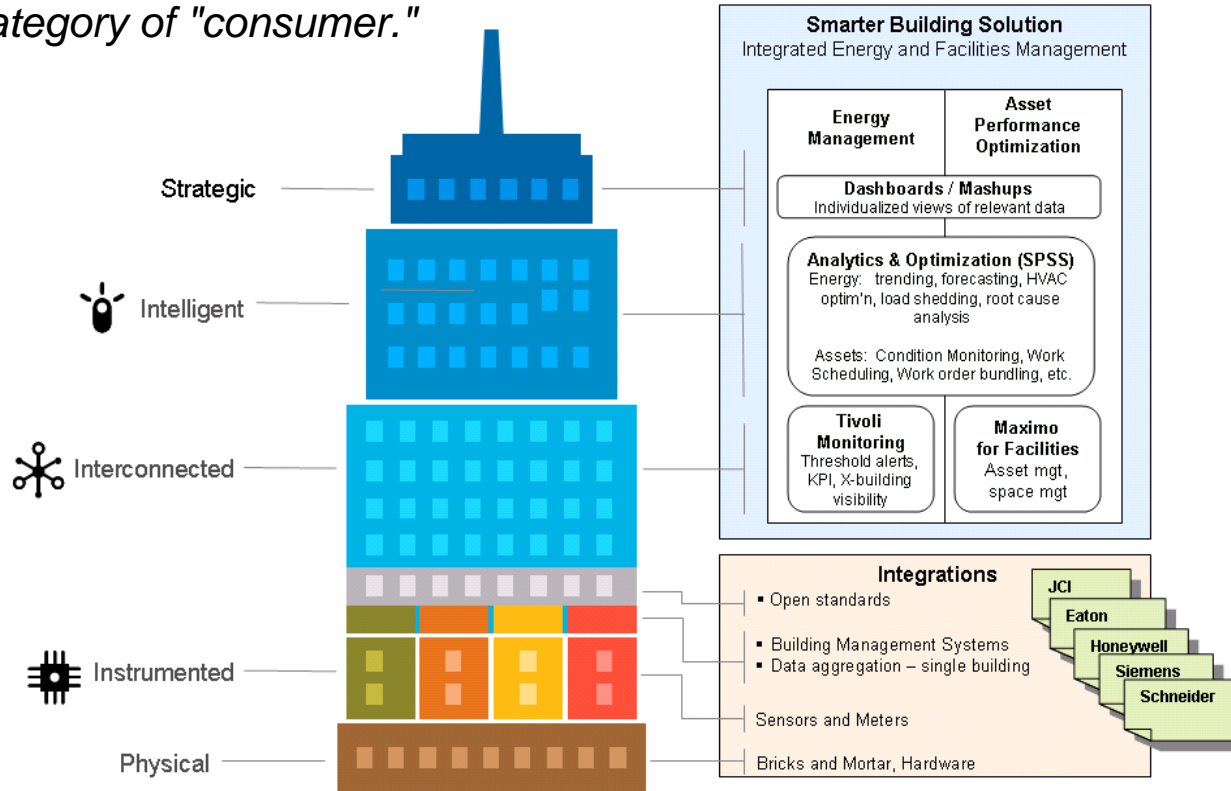 ategory of "consumer."
Strategic
Intelligent
Interconnected
Instrumented
Physical
Smarter Building Solution
Integrated Energy and Facilities Management
Energy
Management
Asset
Performance
Optimization
Dashboards / Mashups
Individualized views of relevant data
Analytics & Optimization (SPSS)
Energy: trending, forecasting, HVAC
optim'n, load shedding, root cause
analysis
Assets: Condition Monitoring, Work
Scheduling, Work order bundling, etc.
Tivoli
Monitoring
Threshold alerts,
KPI, X-building
visibility
Maximo
for Facilities
Asset mgt,
space mgt
Integrations
▪ Open standards
▪ Building Management Systems
▪ Data aggregation – single building
Sensors and Meters
Bricks and Mortar, Hardware
JCI
Eaton
Honeywell
Siemens
Schneider